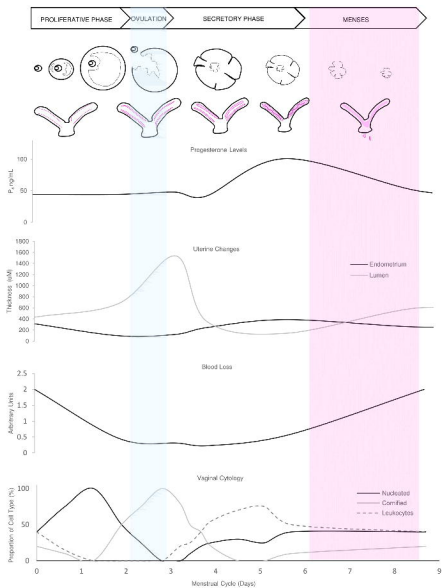 PROLIFERATIVE PHASE OVULATION SECRETORY PHASE MENSES
Progesterone Levels
P₄ ng/mL
100
50
0
Uterine Changes
Thickness (μM)
1800
1600
1400
1200
1000
800
600
400
200
0
Endometrium
Lumen
Blood Loss
Arbitrary Units
2.5
2
1.5
1
0.5
0
Vaginal Cytology
Proportion of Cell Type (%)
100
50
0
Nucleated
Cornified
Leukocytes
0 1 2 3 4 5 6 7 8 9
Menstrual Cycle (Days)